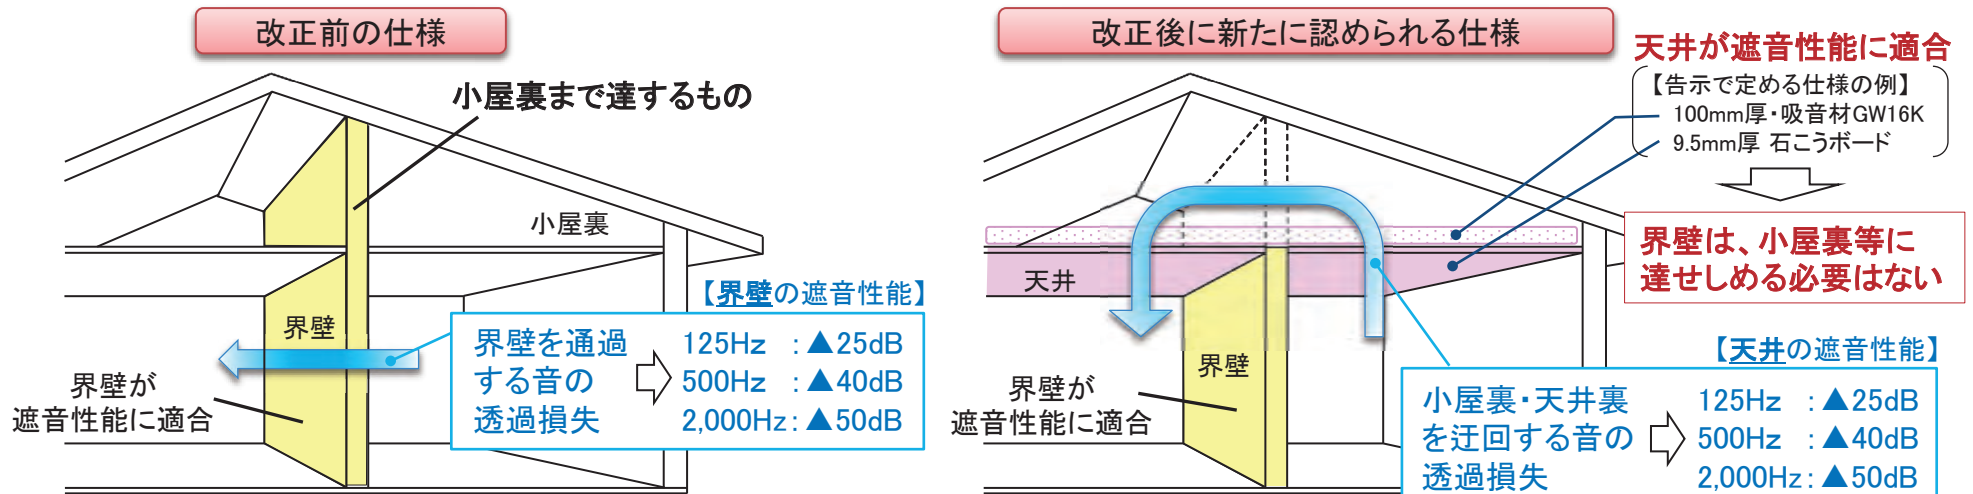 改正前の仕様
小屋裏まで達するもの
小屋裏
【界壁の遮音性能】
界壁
界壁を通過
する音の
透過損失
125Hz ：▲25dB
500Hz ：▲40dB
2,000Hz：▲50dB
界壁が
遮音性能に適合
改正後に新たに認められる仕様
天井が遮音性能に適合
【告示で定める仕様の例】
100mm厚・吸音材GW16K
9.5mm厚 石こうボード
界壁は、小屋裏等に
達せしめる必要はない
天井
界壁
界壁が
遮音性能に適合
【天井の遮音性能】
小屋裏・天井裏
を迂回する音の
透過損失
125Hz ：▲25dB
500Hz ：▲40dB
2,000Hz：▲50dB